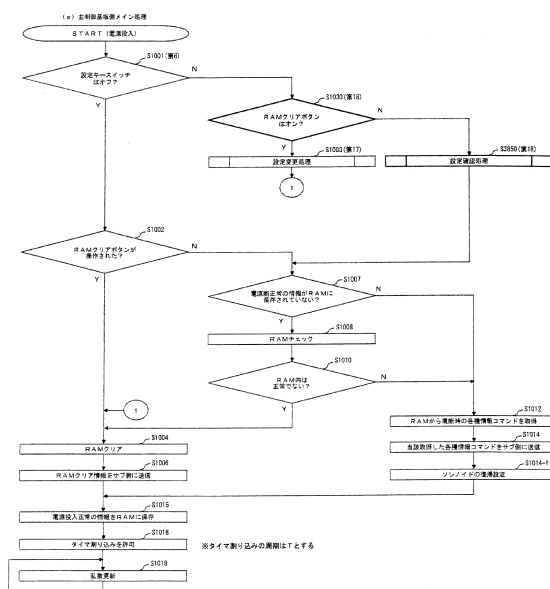 (a) 主制御基板側メイン処理
START（電源投入）
S1001(第6)
設定キースイッチ
はオフ？
N
Y
S1030(第16)
RAMクリアボタン
はオン？
N
Y
S1003(第17)
設定変更処理
S3850(第18)
設定確認処理
1
S1002
RAMクリアボタンが
操作された？
N
Y
S1007
電源断正常の情報がRAMに
保存されていない？
N
Y
S1008
RAMチェック
S1010
RAM内は
正常でない？
N
Y
1
S1012
RAMから電断時の各種情報コマンドを取得
S1004
RAMクリア
S1014
当該取得した各種情報コマンドをサブ側に送信
S1006
RAMクリア情報をサブ側に送信
S1014-1
ソレノイドの復帰設定
S1015
電源投入正常の情報をRAMに保存
S1016
タイマ割り込みを許可
※タイマ割り込みの周期はTとする
S1018
乱数更新